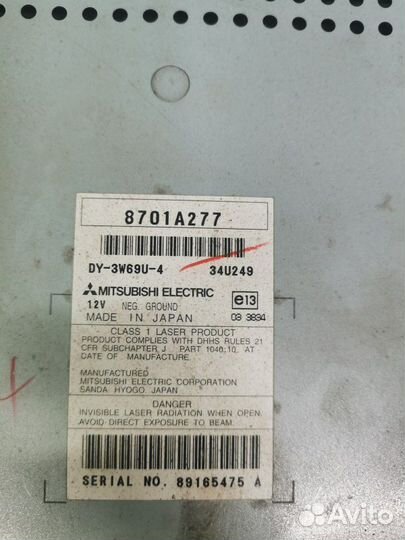 8701A277
DY-3W69U-4 34U249
MITSUBISHI ELECTRIC
12V NEG. GROUND
e13
MADE IN JAPAN 03 3834
CLASS 1 LASER PRODUCT
PRODUCT COMPLIES WITH DHHS RULES 21
CFR SUBCHAPTER J PART 1040.10. AT
DATE OF MANUFACTURE.
MANUFACTURED
MITSUBISHI ELECTRIC CORPORATION
SANDA HYOGO, JAPAN
DANGER
INVISIBLE LASER RADIATION WHEN OPEN.
AVOID DIRECT EXPOSURE TO BEAM.
SERIAL NO. 89165475 A
Avito